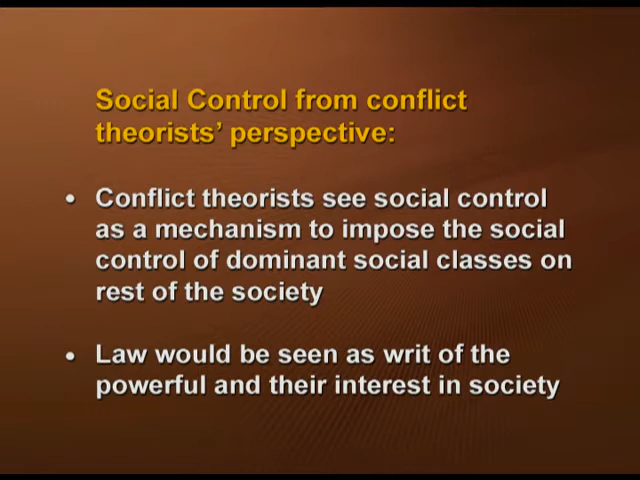 Social Control from conflict
theorists’ perspective:
• Conflict theorists see social control
as a mechanism to impose the social
control of dominant social classes on
rest of the society
• Law would be seen as writ of the
powerful and their interest in society